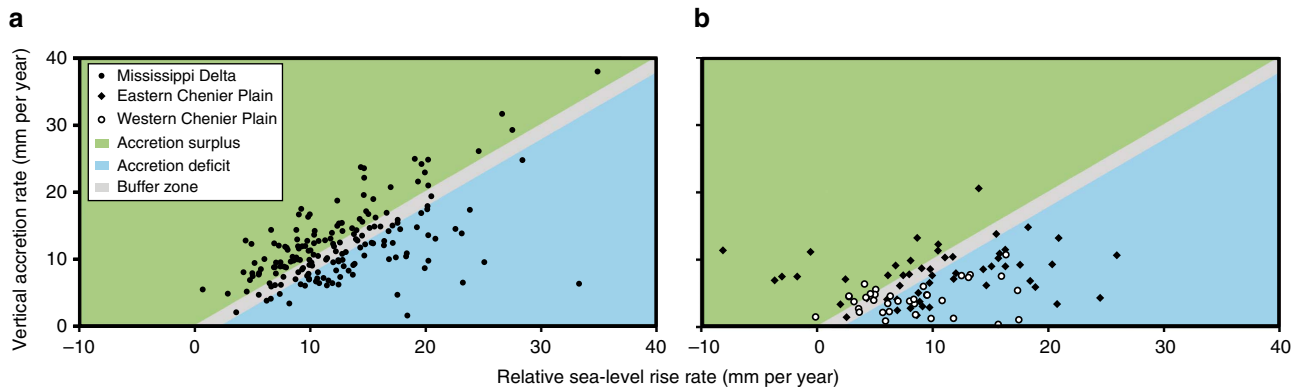 a
b
Vertical accretion rate (mm per year)
40
30
20
10
0
Mississippi Delta
Eastern Chenier Plain
Western Chenier Plain
Accretion surplus
Accretion deficit
Buffer zone
–10 0 10 20 30 40
–10 0 10 20 30 40
Relative sea-level rise rate (mm per year)